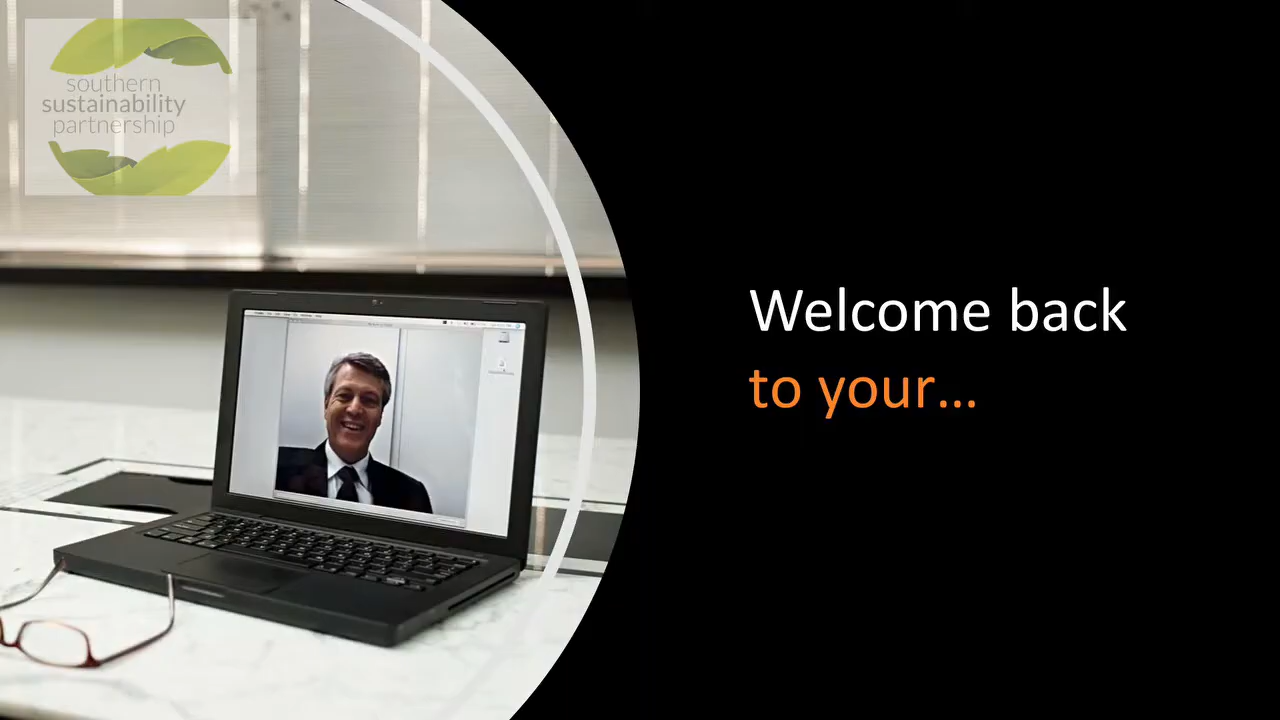 southern
sustainability
partnership
Welcome back
to your...